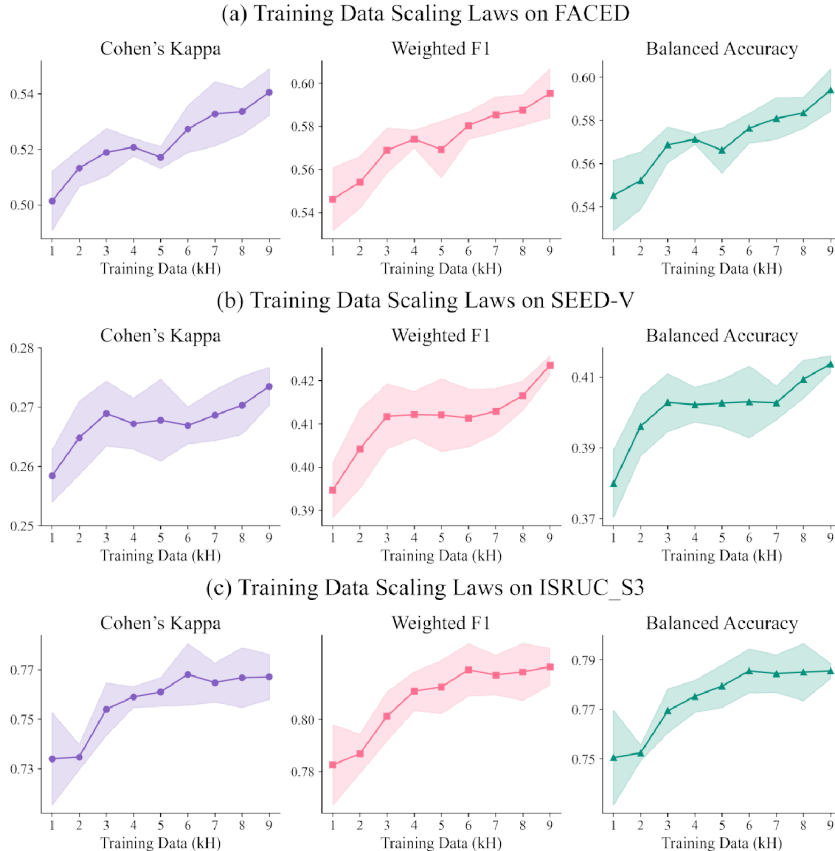 (a) Training Data Scaling Laws on FACED
Cohen's Kappa
Weighted F1
Balanced Accuracy
0.54
0.52
0.50
0.60
0.58
0.56
0.54
0.60
0.58
0.56
0.54
1 2 3 4 5 6 7 8 9
1 2 3 4 5 6 7 8 9
1 2 3 4 5 6 7 8 9
Training Data (kH)
Training Data (kH)
Training Data (kH)
(b) Training Data Scaling Laws on SEED-V
Cohen's Kappa
Weighted F1
Balanced Accuracy
0.28
0.27
0.26
0.25
0.42
0.41
0.40
0.39
0.41
0.39
0.37
1 2 3 4 5 6 7 8 9
1 2 3 4 5 6 7 8 9
1 2 3 4 5 6 7 8 9
Training Data (kH)
Training Data (kH)
Training Data (kH)
(c) Training Data Scaling Laws on ISRUC_S3
Cohen's Kappa
Weighted F1
Balanced Accuracy
0.77
0.75
0.73
0.80
0.78
0.79
0.77
0.75
1 2 3 4 5 6 7 8 9
1 2 3 4 5 6 7 8 9
1 2 3 4 5 6 7 8 9
Training Data (kH)
Training Data (kH)
Training Data (kH)